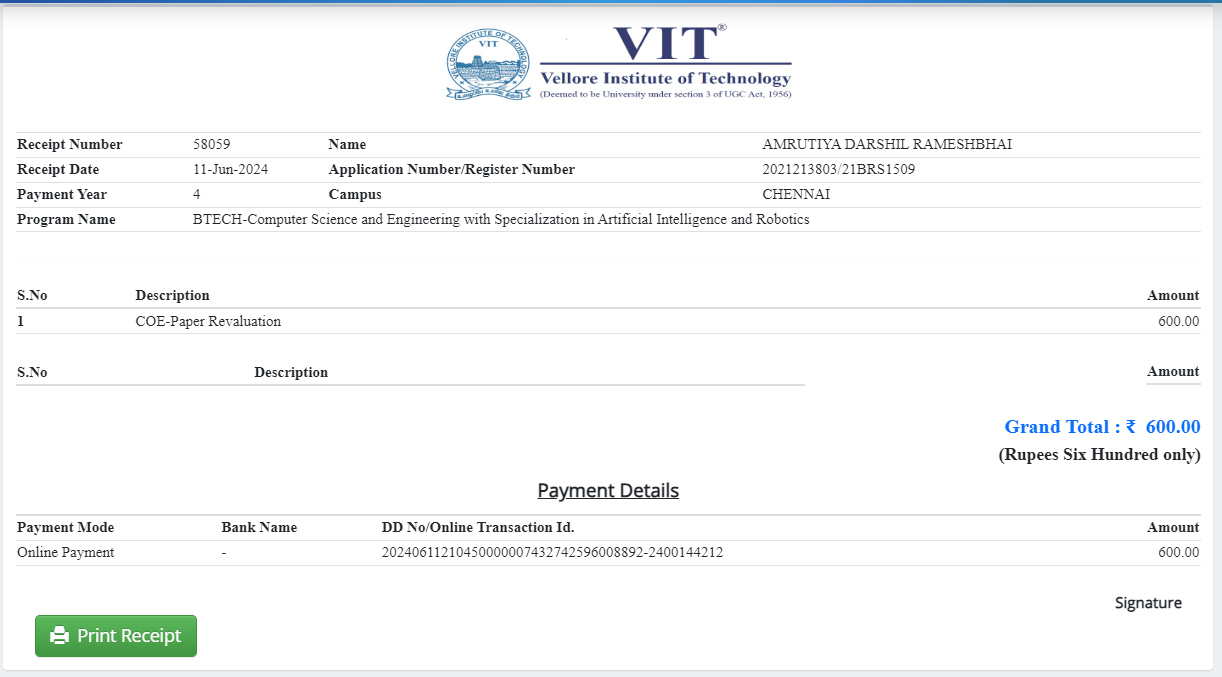 VELLORE INSTITUTE OF TECHNOLOGY
VIT
VIT®
Vellore Institute of Technology
(Deemed to be University under section 3 of UGC Act, 1956)
Receipt Number 58059 Name AMRUTIYA DARSHIL RAMESHBHAI
Receipt Date 11-Jun-2024 Application Number/Register Number 2021213803/21BRS1509
Payment Year 4 Campus CHENNAI
Program Name BTECH-Computer Science and Engineering with Specialization in Artificial Intelligence and Robotics
S.No Description Amount
1 COE-Paper Revaluation 600.00
S.No Description Amount
Grand Total : ₹ 600.00
(Rupees Six Hundred only)
Payment Details
Payment Mode Bank Name DD No/Online Transaction Id. Amount
Online Payment - 20240611210450000007432742596008892-2400144212 600.00
Signature
Print Receipt